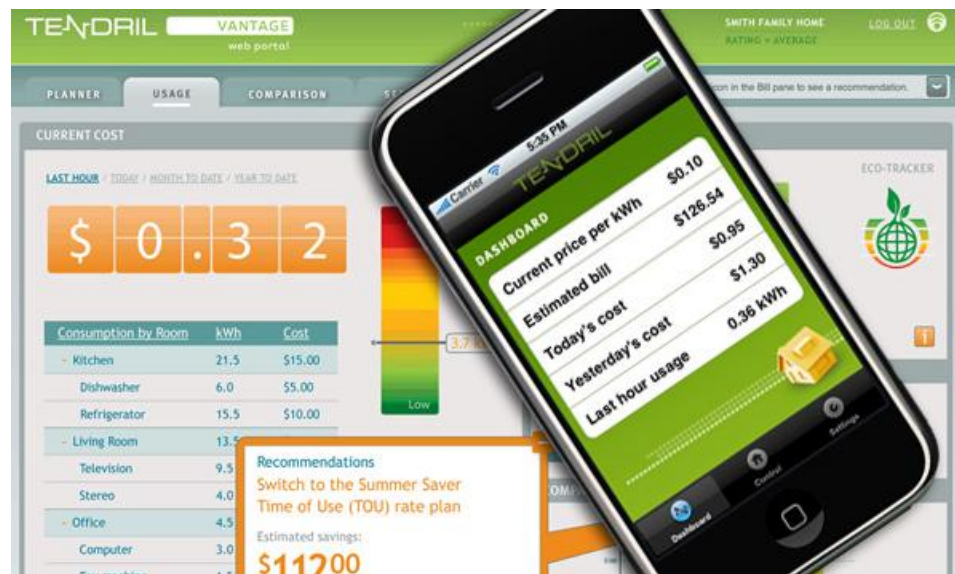 TENDRIL VANTAGE
web portal
SMITH FAMILY HOME
RATING = AVERAGE
LOG OUT
PLANNER
USAGE
COMPARISON
con in the Bill pane to see a recommendation.
CURRENT COST
LAST HOUR / TODAY / MONTH TO DATE / YEAR TO DATE
$0.32
ECO-TRACKER
Consumption by Room kWh Cost
- Kitchen 21.5 $15.00
Dishwasher 6.0 $5.00
Refrigerator 15.5 $10.00
- Living Room 13.5
Television 9.5
Stereo 4.0
- Office 4.5
Computer 3.0
3.7
Low
i
Recommendations
Switch to the Summer Saver
Time of Use (TOU) rate plan
Estimated savings:
$112.00
Carrier 5:35 PM
TENDRIL
DASHBOARD
Current price per kWh $0.10
Estimated bill $126.54
Today's cost $0.95
Yesterday's cost $1.30
Last hour usage 0.36 kWh
Dashboard
Control
Settings